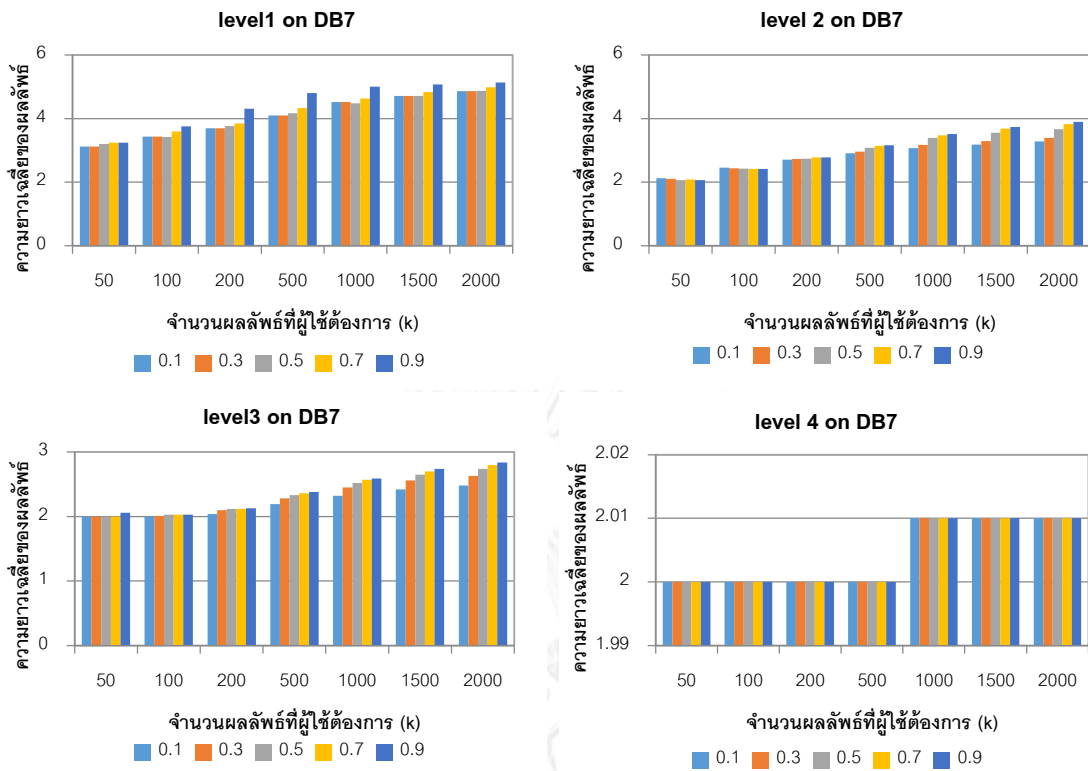 level1 on DB7
ความยาวเฉลี่ยของผลลัพธ์
6
4
2
0
50 100 200 500 1000 1500 2000
จำนวนผลลัพธ์ที่ผู้ใช้ต้องการ (k)
0.1 0.3 0.5 0.7 0.9
level 2 on DB7
ความยาวเฉลี่ยของผลลัพธ์
6
4
2
0
50 100 200 500 1000 1500 2000
จำนวนผลลัพธ์ที่ผู้ใช้ต้องการ (k)
0.1 0.3 0.5 0.7 0.9
level3 on DB7
ความยาวเฉลี่ยของผลลัพธ์
3
2
1
0
50 100 200 500 1000 1500 2000
จำนวนผลลัพธ์ที่ผู้ใช้ต้องการ (k)
0.1 0.3 0.5 0.7 0.9
level 4 on DB7
ความยาวเฉลี่ยของผลลัพธ์
2.02
2.01
2
1.99
50 100 200 500 1000 1500 2000
จำนวนผลลัพธ์ที่ผู้ใช้ต้องการ (k)
0.1 0.3 0.5 0.7 0.9